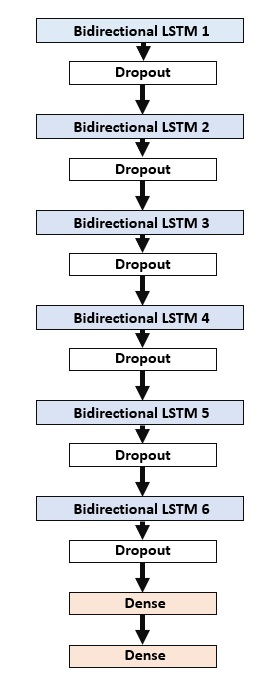 Bidirectional LSTM 1
Dropout
Bidirectional LSTM 2
Dropout
Bidirectional LSTM 3
Dropout
Bidirectional LSTM 4
Dropout
Bidirectional LSTM 5
Dropout
Bidirectional LSTM 6
Dropout
Dense
Dense